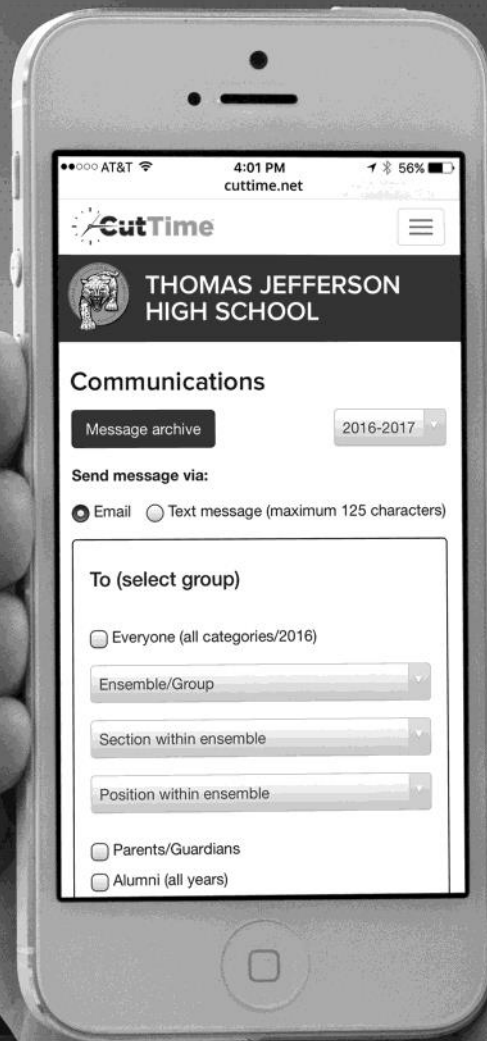 AT&T 4:01 PM 56%
cuttime.net
CutTime
THOMAS JEFFERSON
HIGH SCHOOL
Communications
Message archive 2016-2017
Send message via:
Email Text message (maximum 125 characters)
To (select group)
Everyone (all categories/2016)
Ensemble/Group
Section within ensemble
Position within ensemble
Parents/Guardians
Alumni (all years)